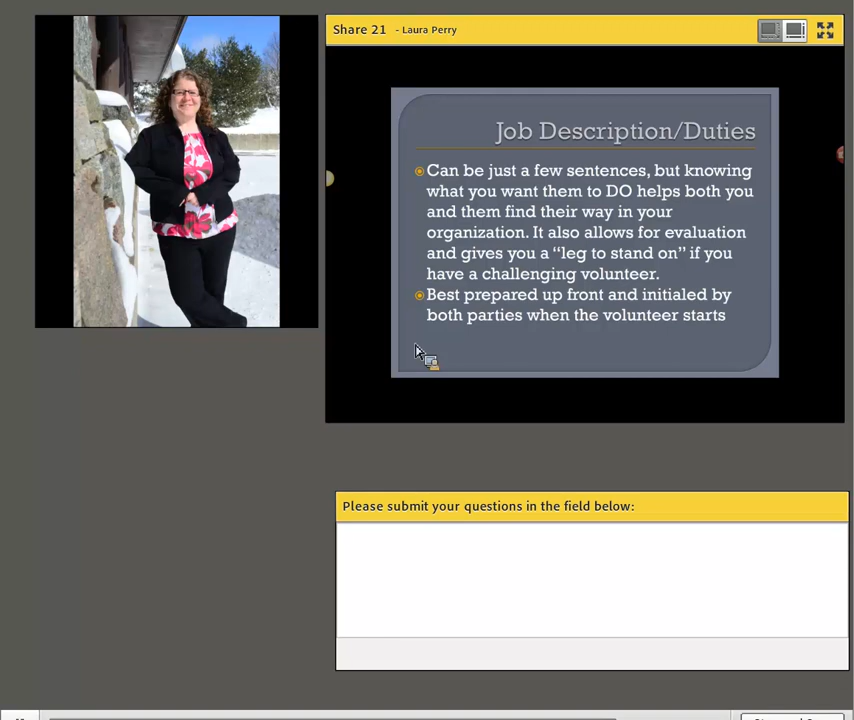 Share 21 - Laura Perry
Job Description/Duties
Can be just a few sentences, but knowing
what you want them to DO helps both you
and them find their way in your
organization. It also allows for evaluation
and gives you a “leg to stand on” if you
have a challenging volunteer.
Best prepared up front and initialed by
both parties when the volunteer starts
Please submit your questions in the field below: